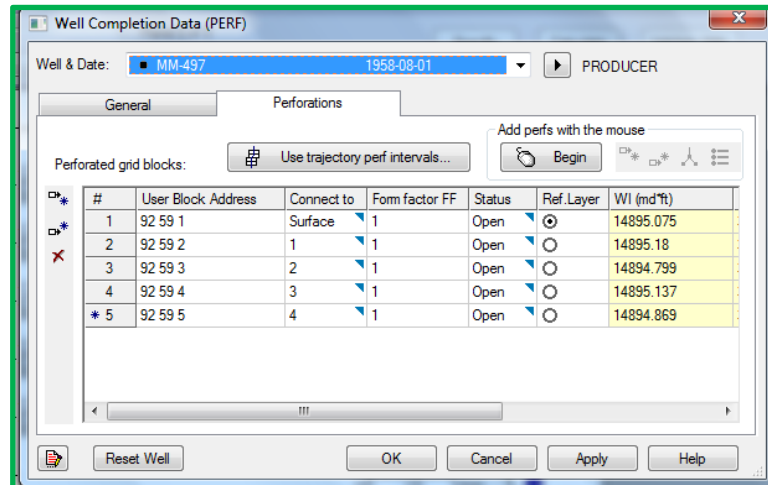 Well Completion Data (PERF)
Well & Date: MM-497 1958-08-01 PRODUCER
General Perforations
Add perfs with the mouse
Perforated grid blocks: Use trajectory perf intervals... Begin
# User Block Address Connect to Form factor FF Status Ref.Layer WI (md*ft)
1 92 59 1 Surface 1 Open 14895.075
2 92 59 2 1 1 Open 14895.18
3 92 59 3 2 1 Open 14894.799
4 92 59 4 3 1 Open 14895.137
* 5 92 59 5 4 1 Open 14894.869
Reset Well OK Cancel Apply Help